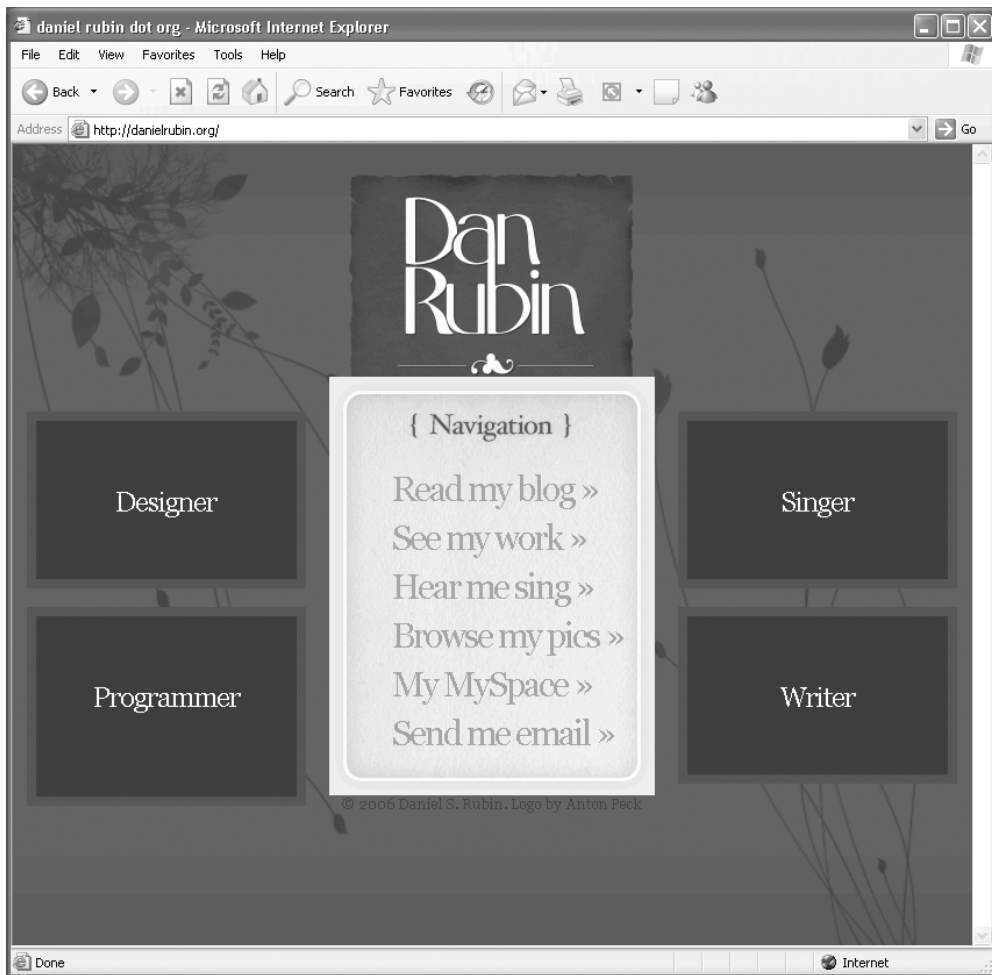 daniel rubin dot org - Microsoft Internet Explorer
File Edit View Favorites Tools Help
Back Search Favorites
Address http://danielrubin.org/ Go
Dan
Rubin
{ Navigation }
Read my blog »
See my work »
Hear me sing »
Browse my pics »
My MySpace »
Send me email »
Designer
Programmer
Singer
Writer
© 2006 Daniel S. Rubin. Logo by Anton Peck
Done Internet